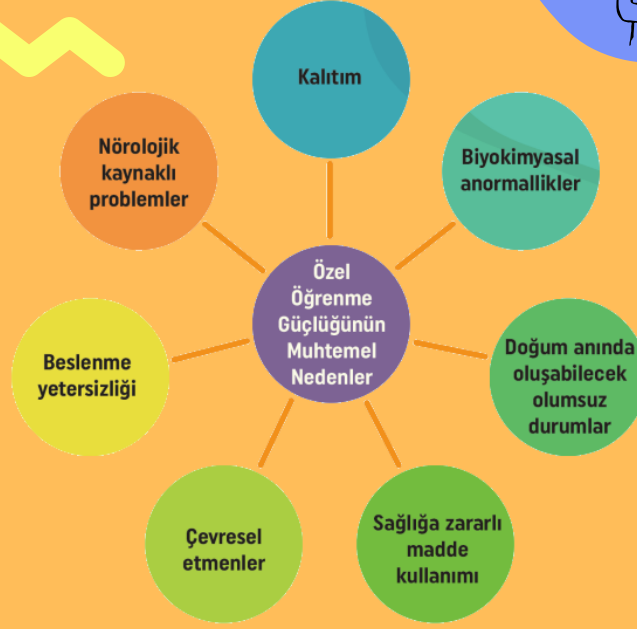 Kalıtım
Biyokimyasal
anormallikler
Doğum anında
oluşabilecek
olumsuz
durumlar
Sağlığa zararlı
madde
kullanımı
Çevresel
etmenler
Beslenme
yetersizliği
Nörolojik
kaynaklı
problemler
Özel
Öğrenme
Güçlüğünün
Muhtemel
Nedenler